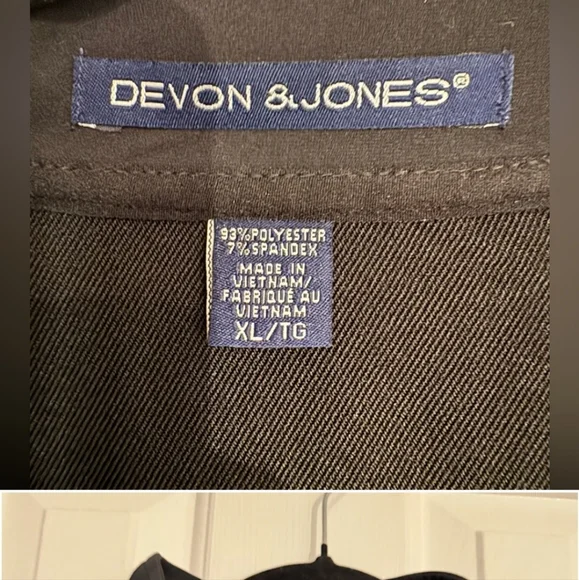 DEVON & JONES®
93% POLYESTER
7% SPANDEX
MADE IN
VIETNAM/
FABRIQUÉ AU
VIETNAM
XL/TG